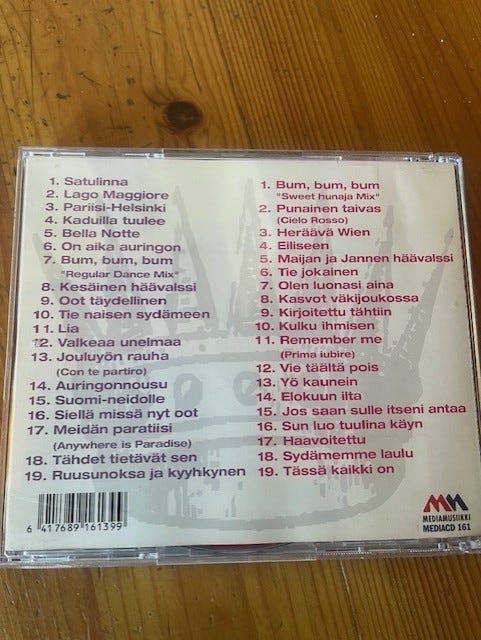 1. Satulinna
2. Lago Maggiore
3. Pariisi-Helsinki
4. Kaduilla tuulee
5. Bella Notte
6. On aika auringon
7. Bum, bum, bum
"Regular Dance Mix"
8. Kesäinen häävalssi
9. Oot täydellinen
10. Tie naisen sydämeen
11. Lia
12. Valkeaa unelmaa
13. Jouluyön rauha
(Con te partiro)
14. Auringonnousu
15. Suomi-neidolle
16. Siellä missä nyt oot
17. Meidän paratiisi
(Anywhere is Paradise)
18. Tähdet tietävät sen
19. Ruusunoksa ja kyyhkynen
1. Bum, bum, bum
"Sweet hunaja Mix"
2. Punainen taivas
(Cielo Rosso)
3. Heräävä Wien
4. Eiliseen
5. Maijan ja Jannen häävalssi
6. Tie jokainen
7. Olen luonasi aina
8. Kasvot väkijoukossa
9. Kirjoitettu tähtiin
10. Kulku ihmisen
11. Remember me
(Prima iubire)
12. Vie täältä pois
13. Yö kaunein
14. Elokuun ilta
15. Jos saan sulle itseni antaa
16. Sun luo tuulina käyn
17. Haavoitettu
18. Sydämemme laulu
19. Tässä kaikki on
6 417689 161399
MM
MEDIAMUSIIKKI
MEDIACD 161